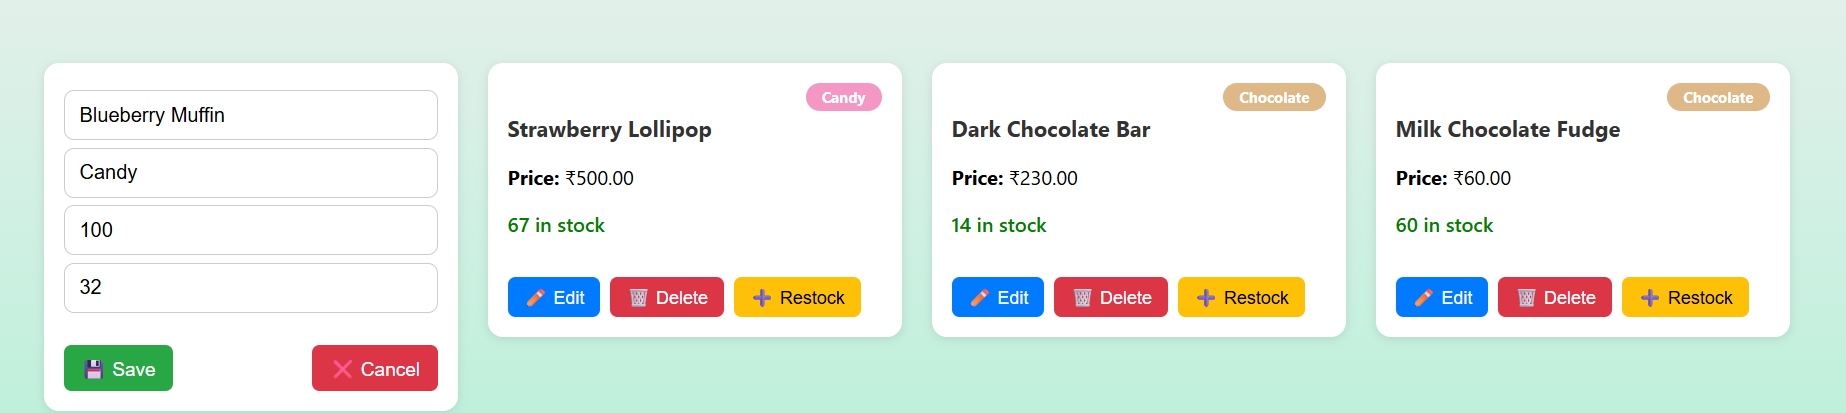 Blueberry Muffin
Candy
100
32
Save
Cancel
Candy
Strawberry Lollipop
Price: ₹500.00
67 in stock
Edit
Delete
Restock
Chocolate
Dark Chocolate Bar
Price: ₹230.00
14 in stock
Edit
Delete
Restock
Chocolate
Milk Chocolate Fudge
Price: ₹60.00
60 in stock
Edit
Delete
Restock